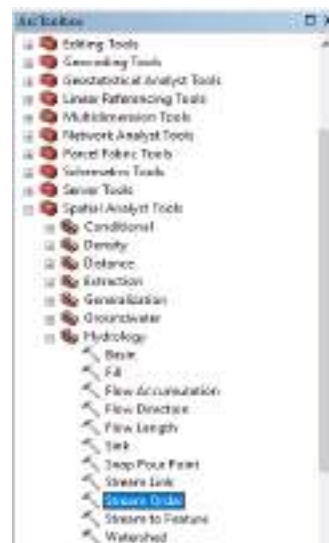 ArcToolbox
Editing Tools
Geocoding Tools
Geostatistical Analyst Tools
Linear Referencing Tools
Multidimension Tools
Network Analyst Tools
Parcel Fabric Tools
Schematics Tools
Server Tools
Spatial Analyst Tools
Conditional
Density
Distance
Extraction
Generalization
Groundwater
Hydrology
Basin
Fill
Flow Accumulation
Flow Direction
Flow Length
Sink
Snap Pour Point
Stream Link
Stream Order
Stream to Feature
Watershed